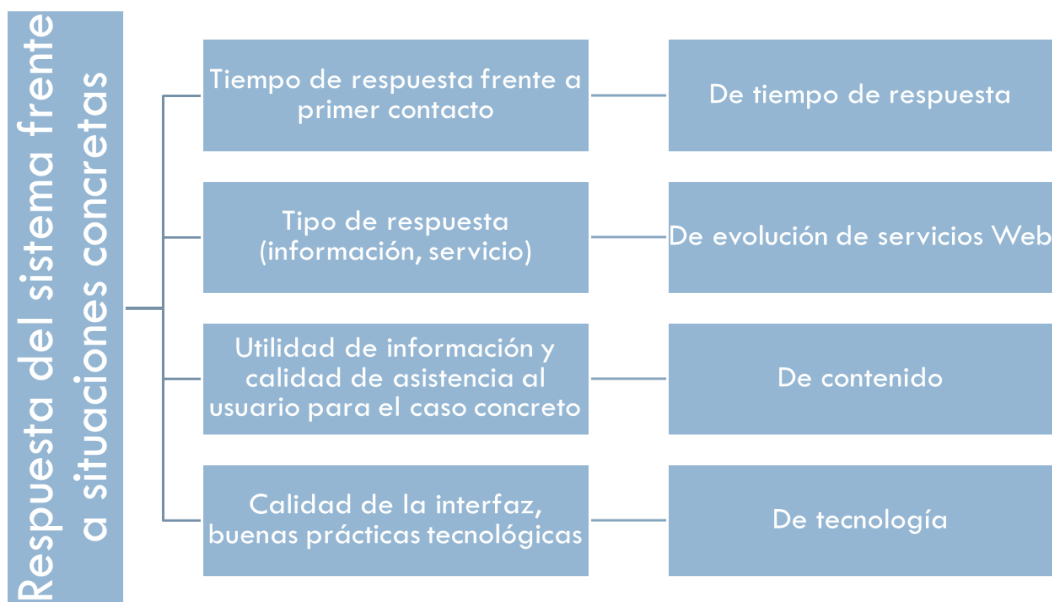 Respuesta del sistema frente
a situaciones concretas
Tiempo de respuesta frente a
primer contacto
De tiempo de respuesta
Tipo de respuesta
(información, servicio)
De evolución de servicios Web
Utilidad de información y
calidad de asistencia al
usuario para el caso concreto
De contenido
Calidad de la interfaz,
buenas prácticas tecnológicas
De tecnología